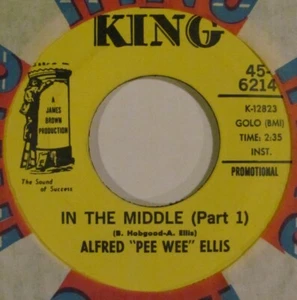 KING
45-
6214
A
JAMES
BROWN
PRODUCTION
K-12823
GOLO (BMI)
TIME: 2:35
INST.
PROMOTIONAL
The Sound
of Success
IN THE MIDDLE (Part 1)
(B. Hobgood-A. Ellis)
ALFRED "PEE WEE" ELLIS